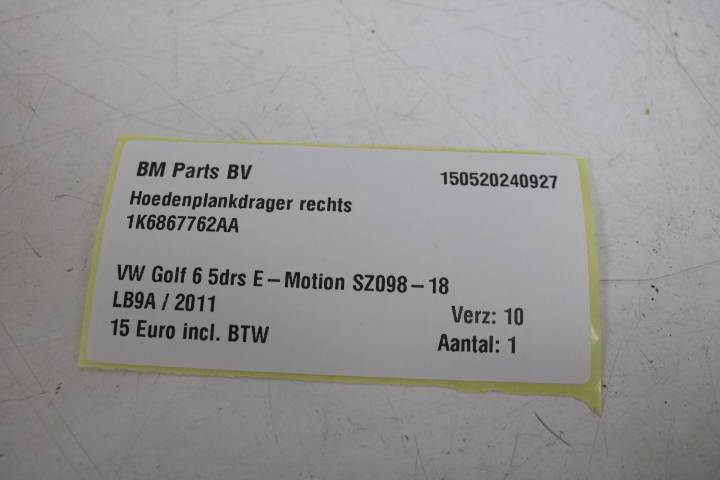 BM Parts BV 150520240927
Hoedenplankdrager rechts
1K6867762AA
VW Golf 6 5drs E-Motion SZ098-18
LB9A / 2011 Verz: 10
15 Euro incl. BTW Aantal: 1